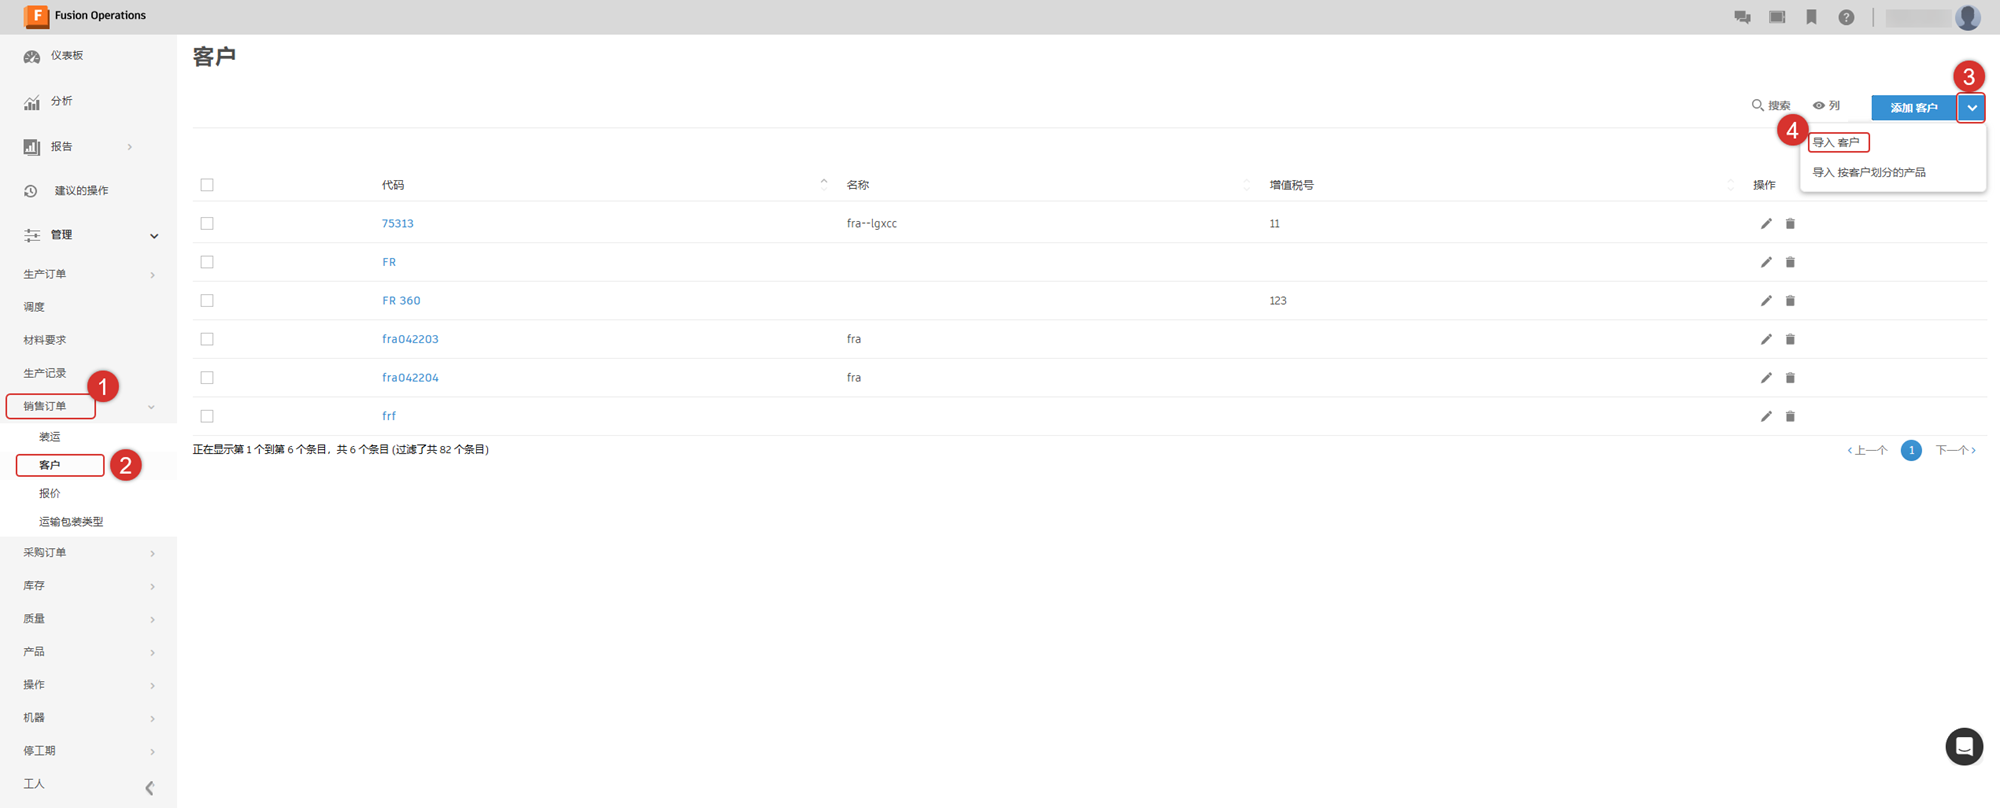 Fusion Operations
仪表板
分析
报告
建议的操作
管理
生产订单
调度
材料要求
生产记录
1
销售订单
装运
客户
2
报价
运输包装类型
采购订单
库存
质量
产品
操作
机器
停工期
工人
客户
3
搜索
列
添加 客户
4
导入 客户
导入 按客户划分的产品
代码 名称 增值税号 操作
75313 fra--lgxcc 11
FR
FR 360 123
fra042203 fra
fra042204 fra
frf
正在显示第 1 个到第 6 个条目，共 6 个条目 (过滤了共 82 个条目)
上一个 1 下一个